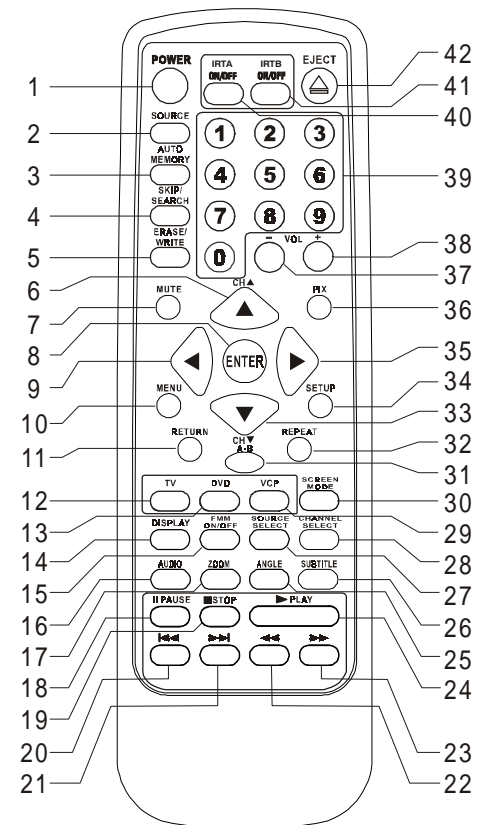 POWER IRTA ON/OFF IRTB ON/OFF EJECT 42
1 41
SOURCE 40
2 1 2 3
AUTO MEMORY
3 4 5 6 39
SKIP/ SEARCH
4 7 8 9
ERASE/ WRITE
5 0 - VOL + 38
6 CH▲ 37
MUTE PIX
7 ▲ 36
8
9 ◀ ENTER ▶ 35
MENU SETUP 34
10 ▼ 33
RETURN CH▼ A-B REPEAT 32
11 31
TV DVD VCP SCREEN MODE
12 30
13 29
DISPLAY FMM ON/OFF SOURCE SELECT CHANNEL SELECT
14 28
15 27
AUDIO ZOOM ANGLE SUBTITLE
16 26
17 25
II PAUSE ■STOP ▶ PLAY
18 24
19
I◀◀ ▶▶I ◀◀ ▶▶
20 23
21 22